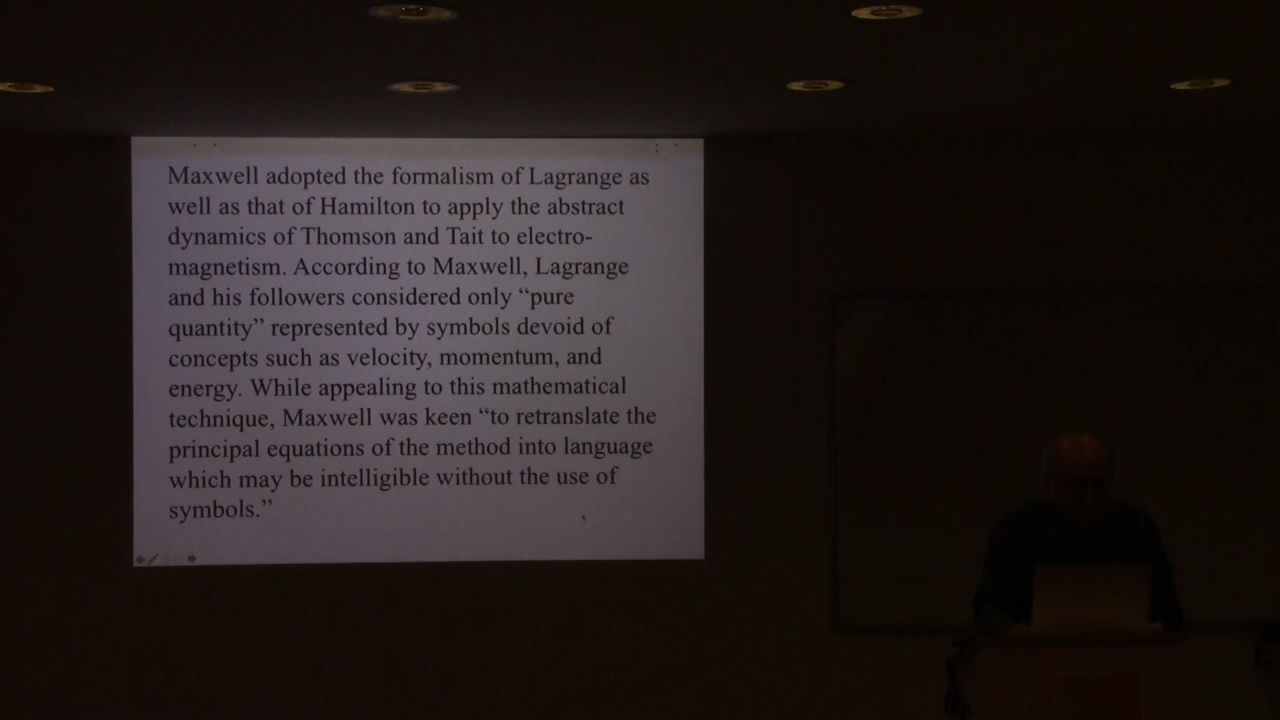 Maxwell adopted the formalism of Lagrange as
well as that of Hamilton to apply the abstract
dynamics of Thomson and Tait to electro-
magnetism. According to Maxwell, Lagrange
and his followers considered only “pure
quantity” represented by symbols devoid of
concepts such as velocity, momentum, and
energy. While appealing to this mathematical
technique, Maxwell was keen “to retranslate the
principal equations of the method into language
which may be intelligible without the use of
symbols.”